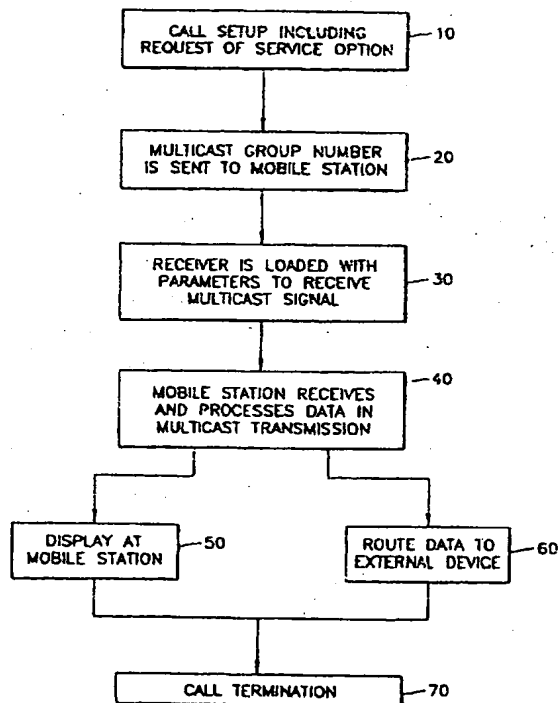 CALL SETUP INCLUDING
REQUEST OF SERVICE OPTION
10
MULTICAST GROUP NUMBER
IS SENT TO MOBILE STATION
20
RECEIVER IS LOADED WITH
PARAMETERS TO RECEIVE
MULTICAST SIGNAL
30
40
MOBILE STATION RECEIVES
AND PROCESSES DATA IN
MULTICAST TRANSMISSION
DISPLAY AT
MOBILE STATION
50
ROUTE DATA TO
EXTERNAL DEVICE
60
CALL TERMINATION
70